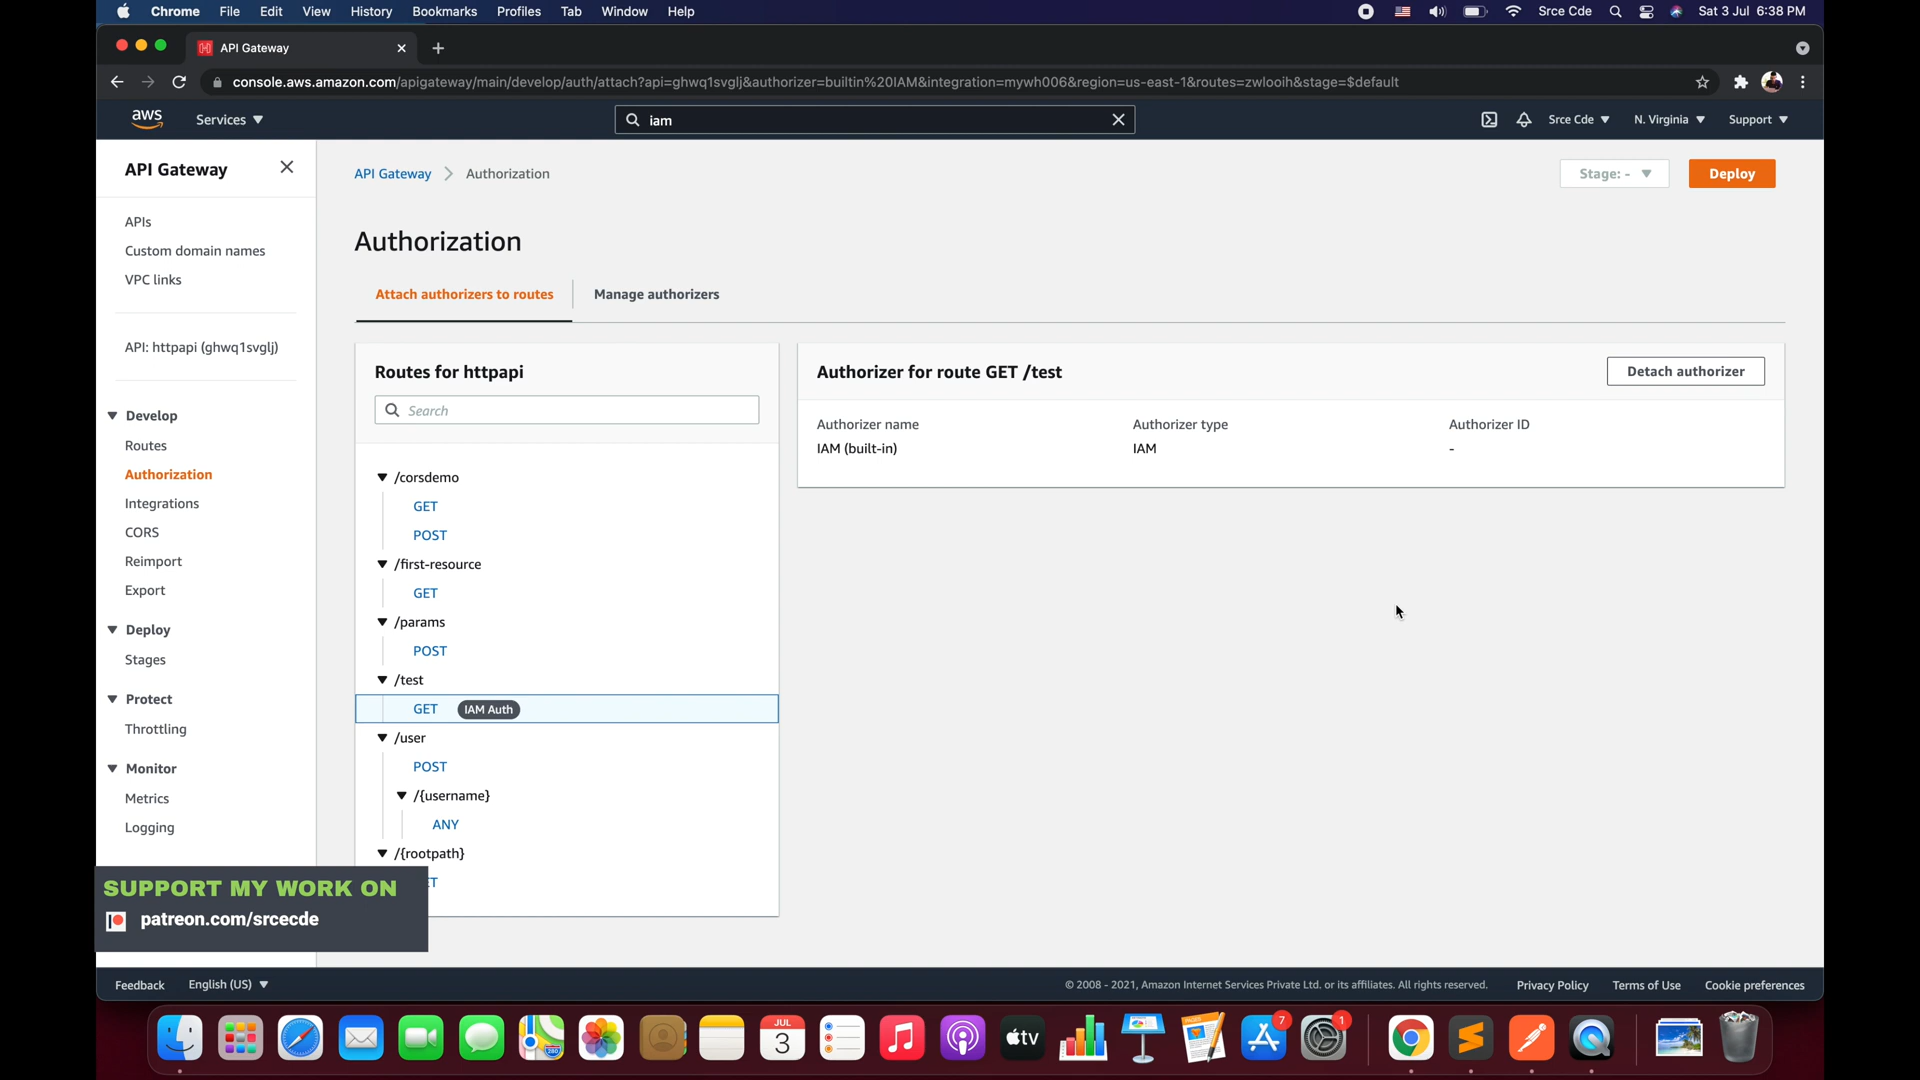 Chrome File Edit View History Bookmarks Profiles Tab Window Help Srce Cde Sat 3 Jul 6:38 PM
API Gateway
console.aws.amazon.com/apigateway/main/develop/auth/attach?api=ghwq1svglj&authorizer=builtin%20IAM&integration=mywh006&region=us-east-1&routes=zwlooih&stage=$default
aws Services iam Srce Cde N. Virginia Support
API Gateway
APIs
Custom domain names
VPC links
API: httpapi (ghwq1svglj)
Develop
Routes
Authorization
Integrations
CORS
Reimport
Export
Deploy
Stages
Protect
Throttling
Monitor
Metrics
Logging
API Gateway Authorization
Stage: - Deploy
Authorization
Attach authorizers to routes Manage authorizers
Routes for httpapi
Search
/corsdemo
GET
POST
/first-resource
GET
/params
POST
/test
GET IAM Auth
/user
POST
/{username}
ANY
/{rootpath}
ET
Authorizer for route GET /test Detach authorizer
Authorizer name Authorizer type Authorizer ID
IAM (built-in) IAM -
SUPPORT MY WORK ON
patreon.com/srcecde
Feedback English (US) © 2008 - 2021, Amazon Internet Services Private Ltd. or its affiliates. All rights reserved. Privacy Policy Terms of Use Cookie preferences
JUL
3
280
tv
PAGES
7
1